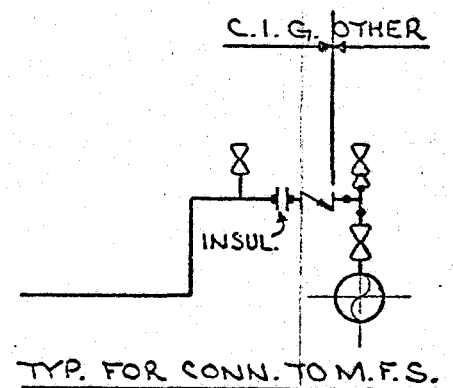 C.I.G. OTHER
INSUL.
TYP. FOR CONN. TO M.F.S.